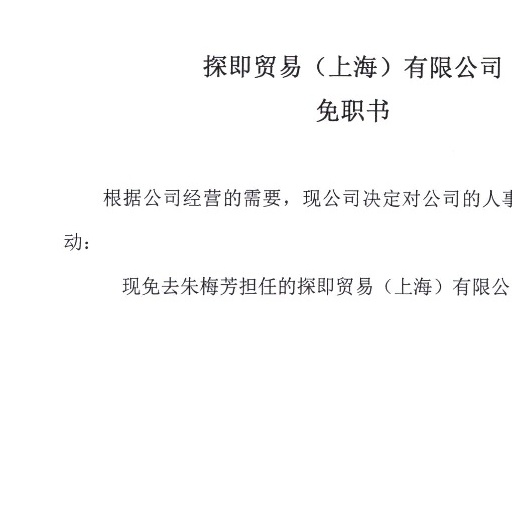 探即贸易（上海）有限公司
免职书
根据公司经营的需要，现公司决定对公司的人事
动：
现免去朱梅芳担任的探即贸易（上海）有限公